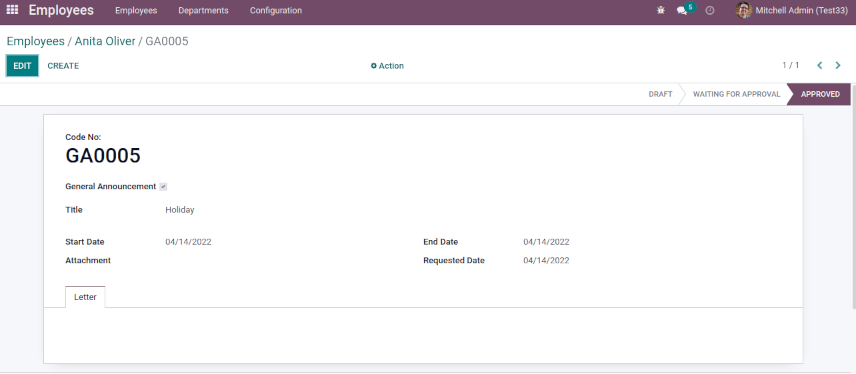 Employees Employees Departments Configuration 5 Mitchell Admin (Test33)
Employees / Anita Oliver / GA0005
EDIT CREATE Action 1 / 1
DRAFT WAITING FOR APPROVAL APPROVED
Code No:
GA0005
General Announcement
Title Holiday
Start Date 04/14/2022 End Date 04/14/2022
Attachment Requested Date 04/14/2022
Letter